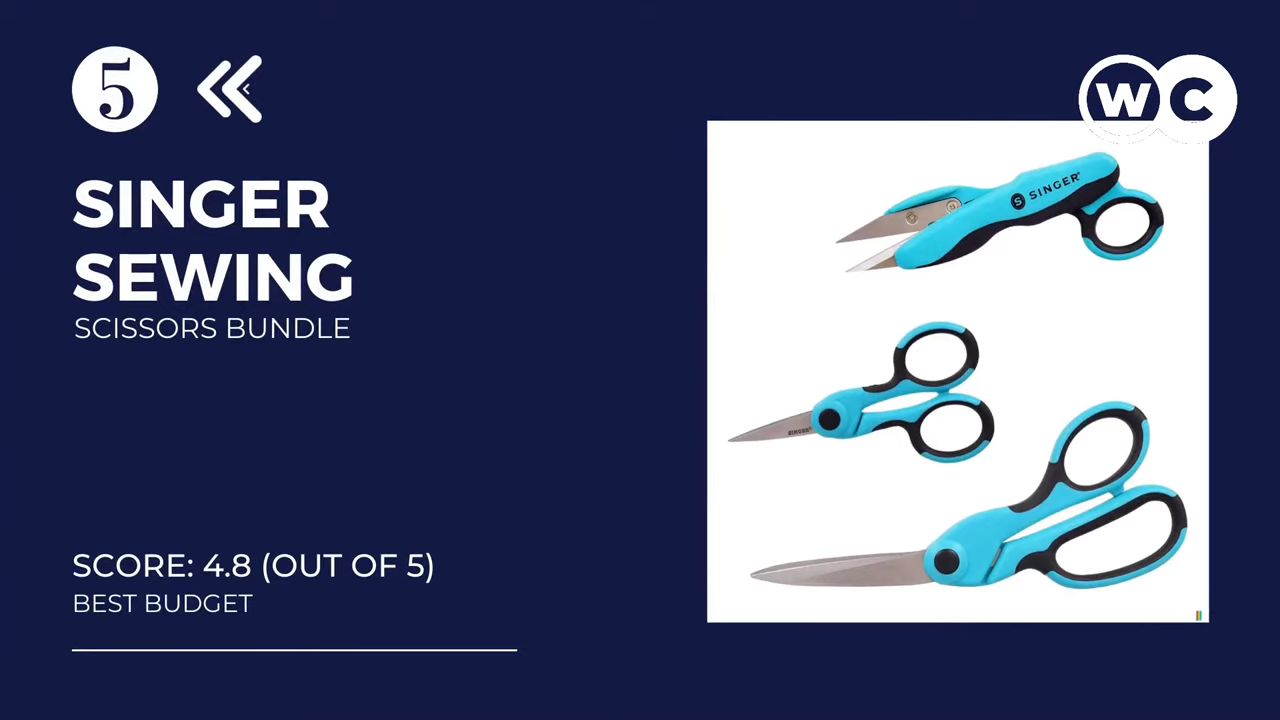 5
WC
SINGER
SEWING
SCISSORS BUNDLE
S SINGER
SINGER
SCORE: 4.8 (OUT OF 5)
BEST BUDGET